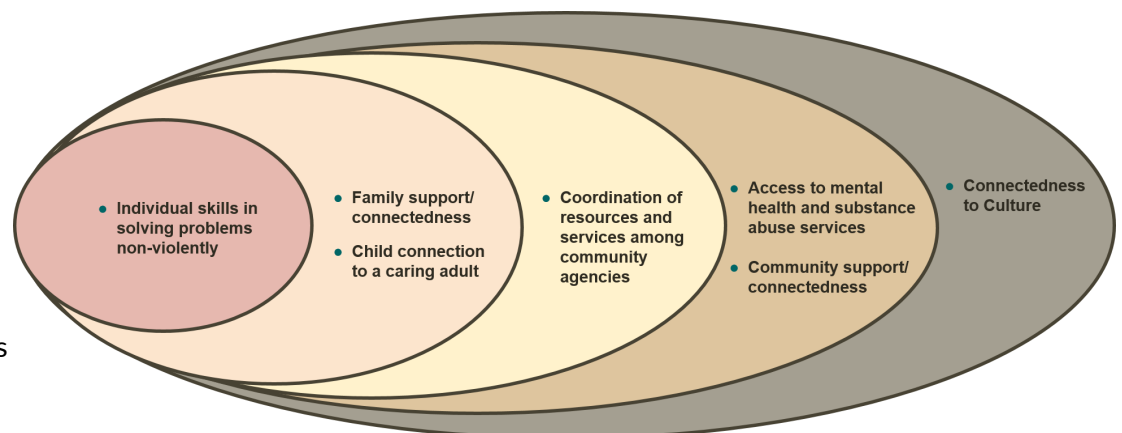 • Individual skills in
solving problems
non-violently
• Family support/
connectedness
• Child connection
to a caring adult
• Coordination of
resources and
services among
community
agencies
• Access to mental
health and substance
abuse services
• Community support/
connectedness
• Connectedness
to Culture
s